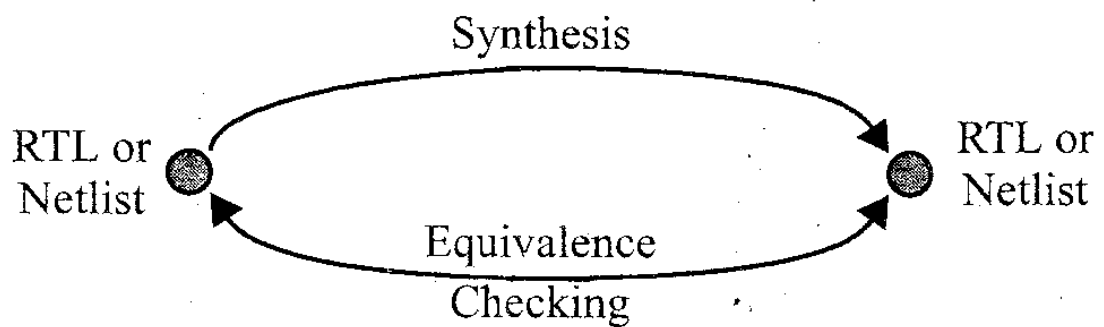 Synthesis
RTL or
Netlist
RTL or
Netlist
Equivalence
Checking